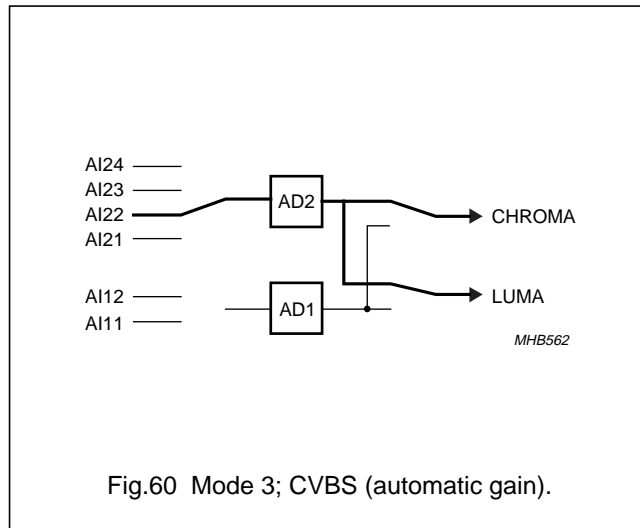 AI24
AI23
AI22
AI21
AI12
AI11
AD2
AD1
CHROMA
LUMA
MHB562
Fig.60 Mode 3; CVBS (automatic gain).